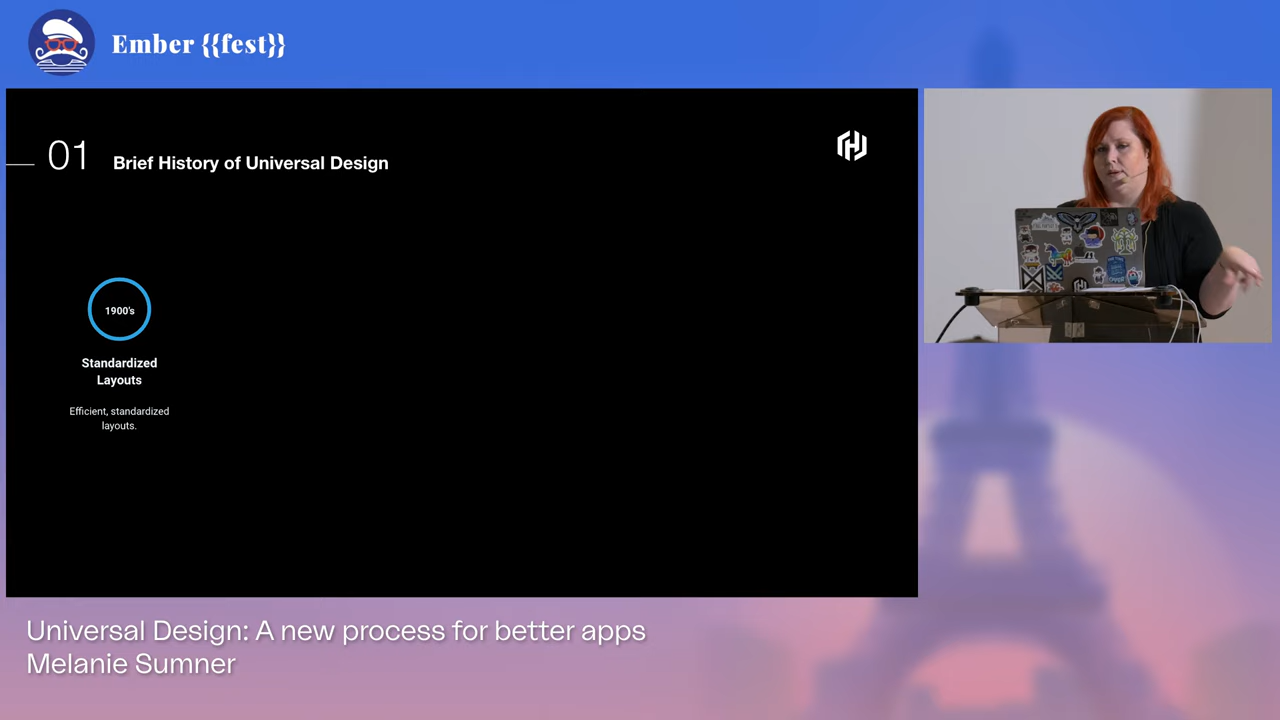 Ember {{fest}}
01
Brief History of Universal Design
1900's
Standardized
Layouts
Efficient, standardized
layouts.
Universal Design: A new process for better apps
Melanie Sumner